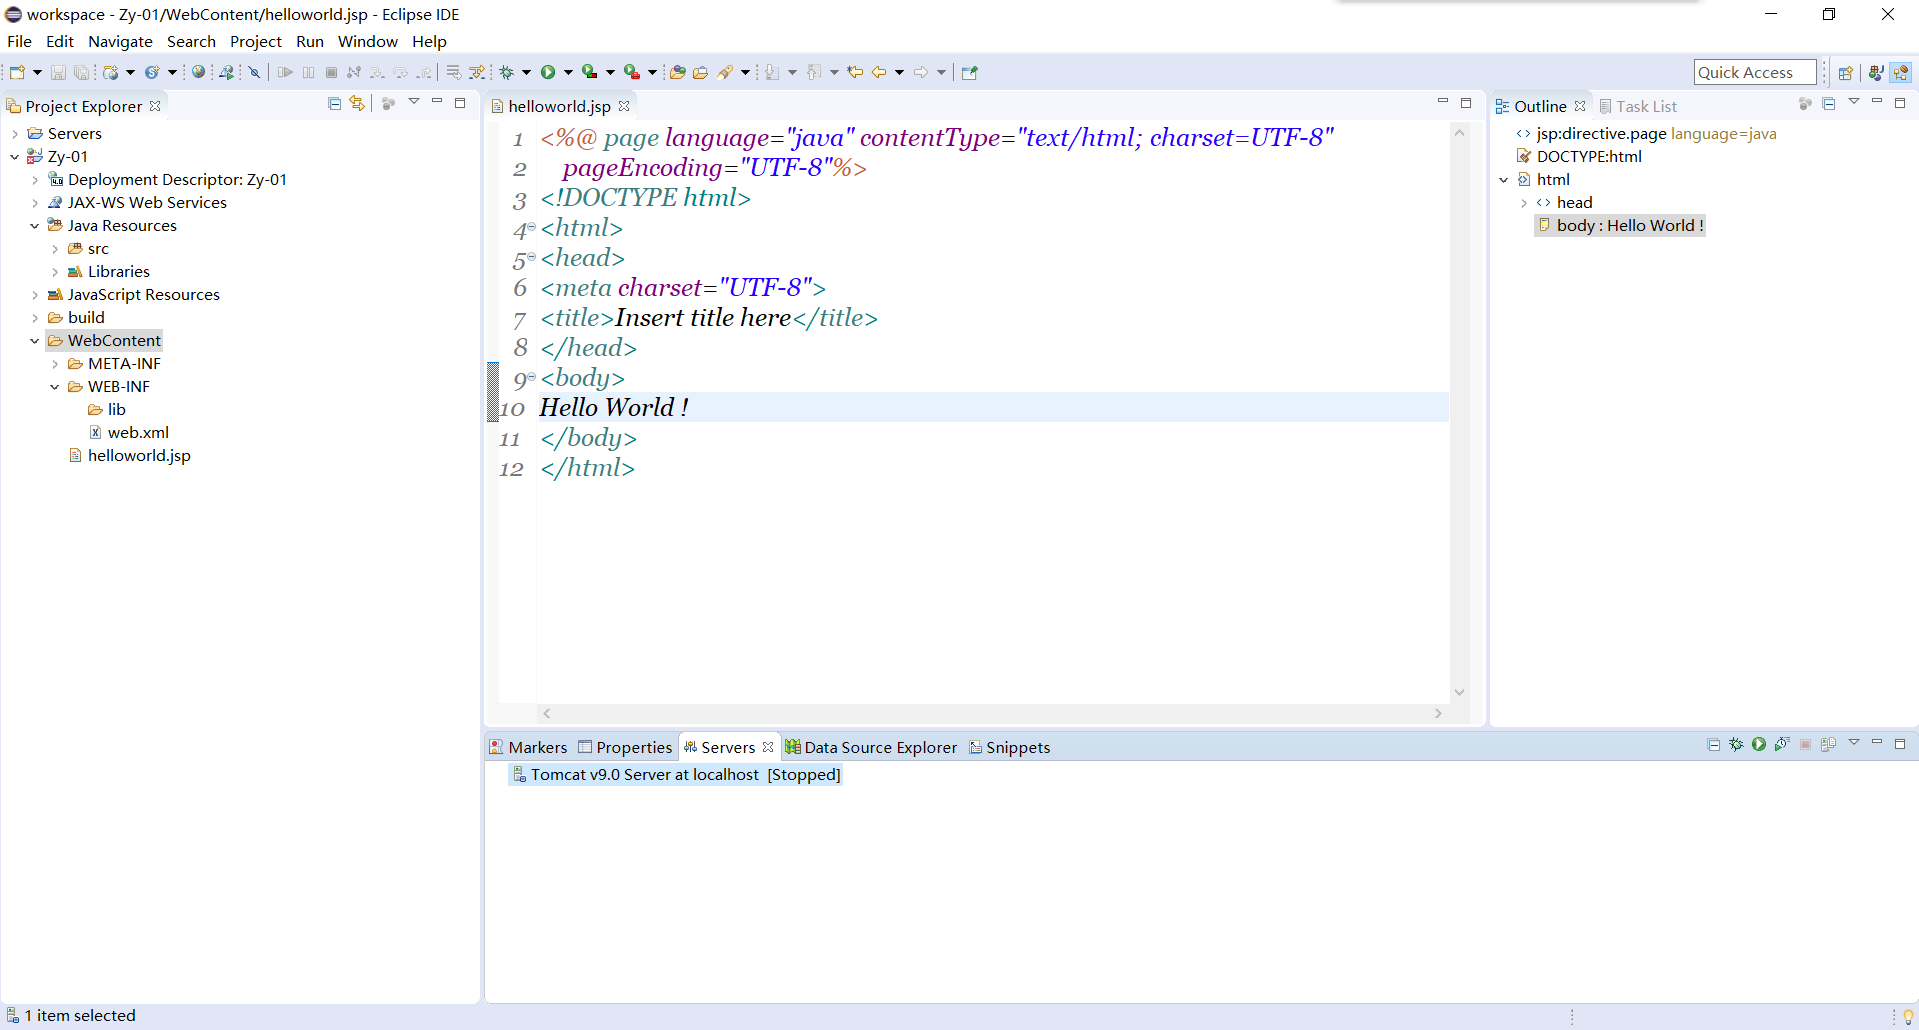 workspace - Zy-01/WebContent/helloworld.jsp - Eclipse IDE
File Edit Navigate Search Project Run Window Help
Quick Access
Project Explorer
Servers
Zy-01
Deployment Descriptor: Zy-01
JAX-WS Web Services
Java Resources
src
Libraries
JavaScript Resources
build
WebContent
META-INF
WEB-INF
lib
web.xml
helloworld.jsp
helloworld.jsp
1 <%@ page language="java" contentType="text/html; charset=UTF-8"
2 pageEncoding="UTF-8"%>
3 <!DOCTYPE html>
4 <html>
5 <head>
6 <meta charset="UTF-8">
7 <title>Insert title here</title>
8 </head>
9 <body>
10 Hello World !
11 </body>
12 </html>
Outline Task List
jsp:directive.page language=java
DOCTYPE:html
html
head
body : Hello World !
Markers Properties Servers Data Source Explorer Snippets
Tomcat v9.0 Server at localhost [Stopped]
1 item selected